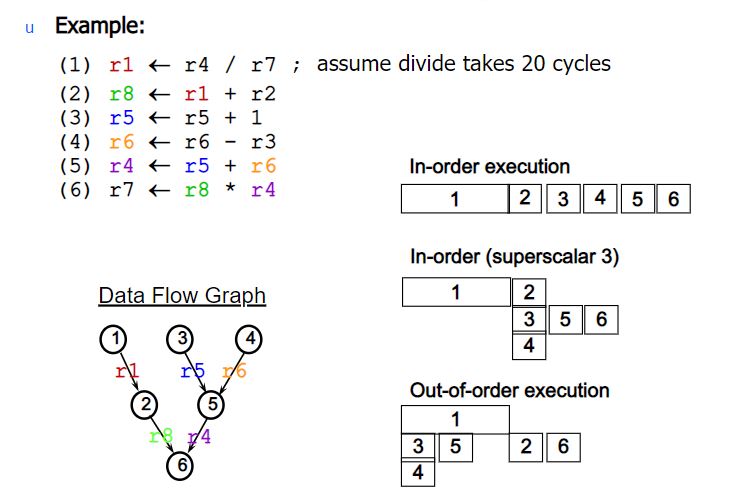 u Example:
(1) r1 ← r4 / r7 ; assume divide takes 20 cycles
(2) r8 ← r1 + r2
(3) r5 ← r5 + 1
(4) r6 ← r6 - r3
(5) r4 ← r5 + r6
(6) r7 ← r8 * r4
In-order execution
1 2 3 4 5 6
In-order (superscalar 3)
1 2
3 5 6
4
Data Flow Graph
1 3 4
r1 r5 r6
2 5
r8 r4
6
Out-of-order execution
1
3 5 2 6
4